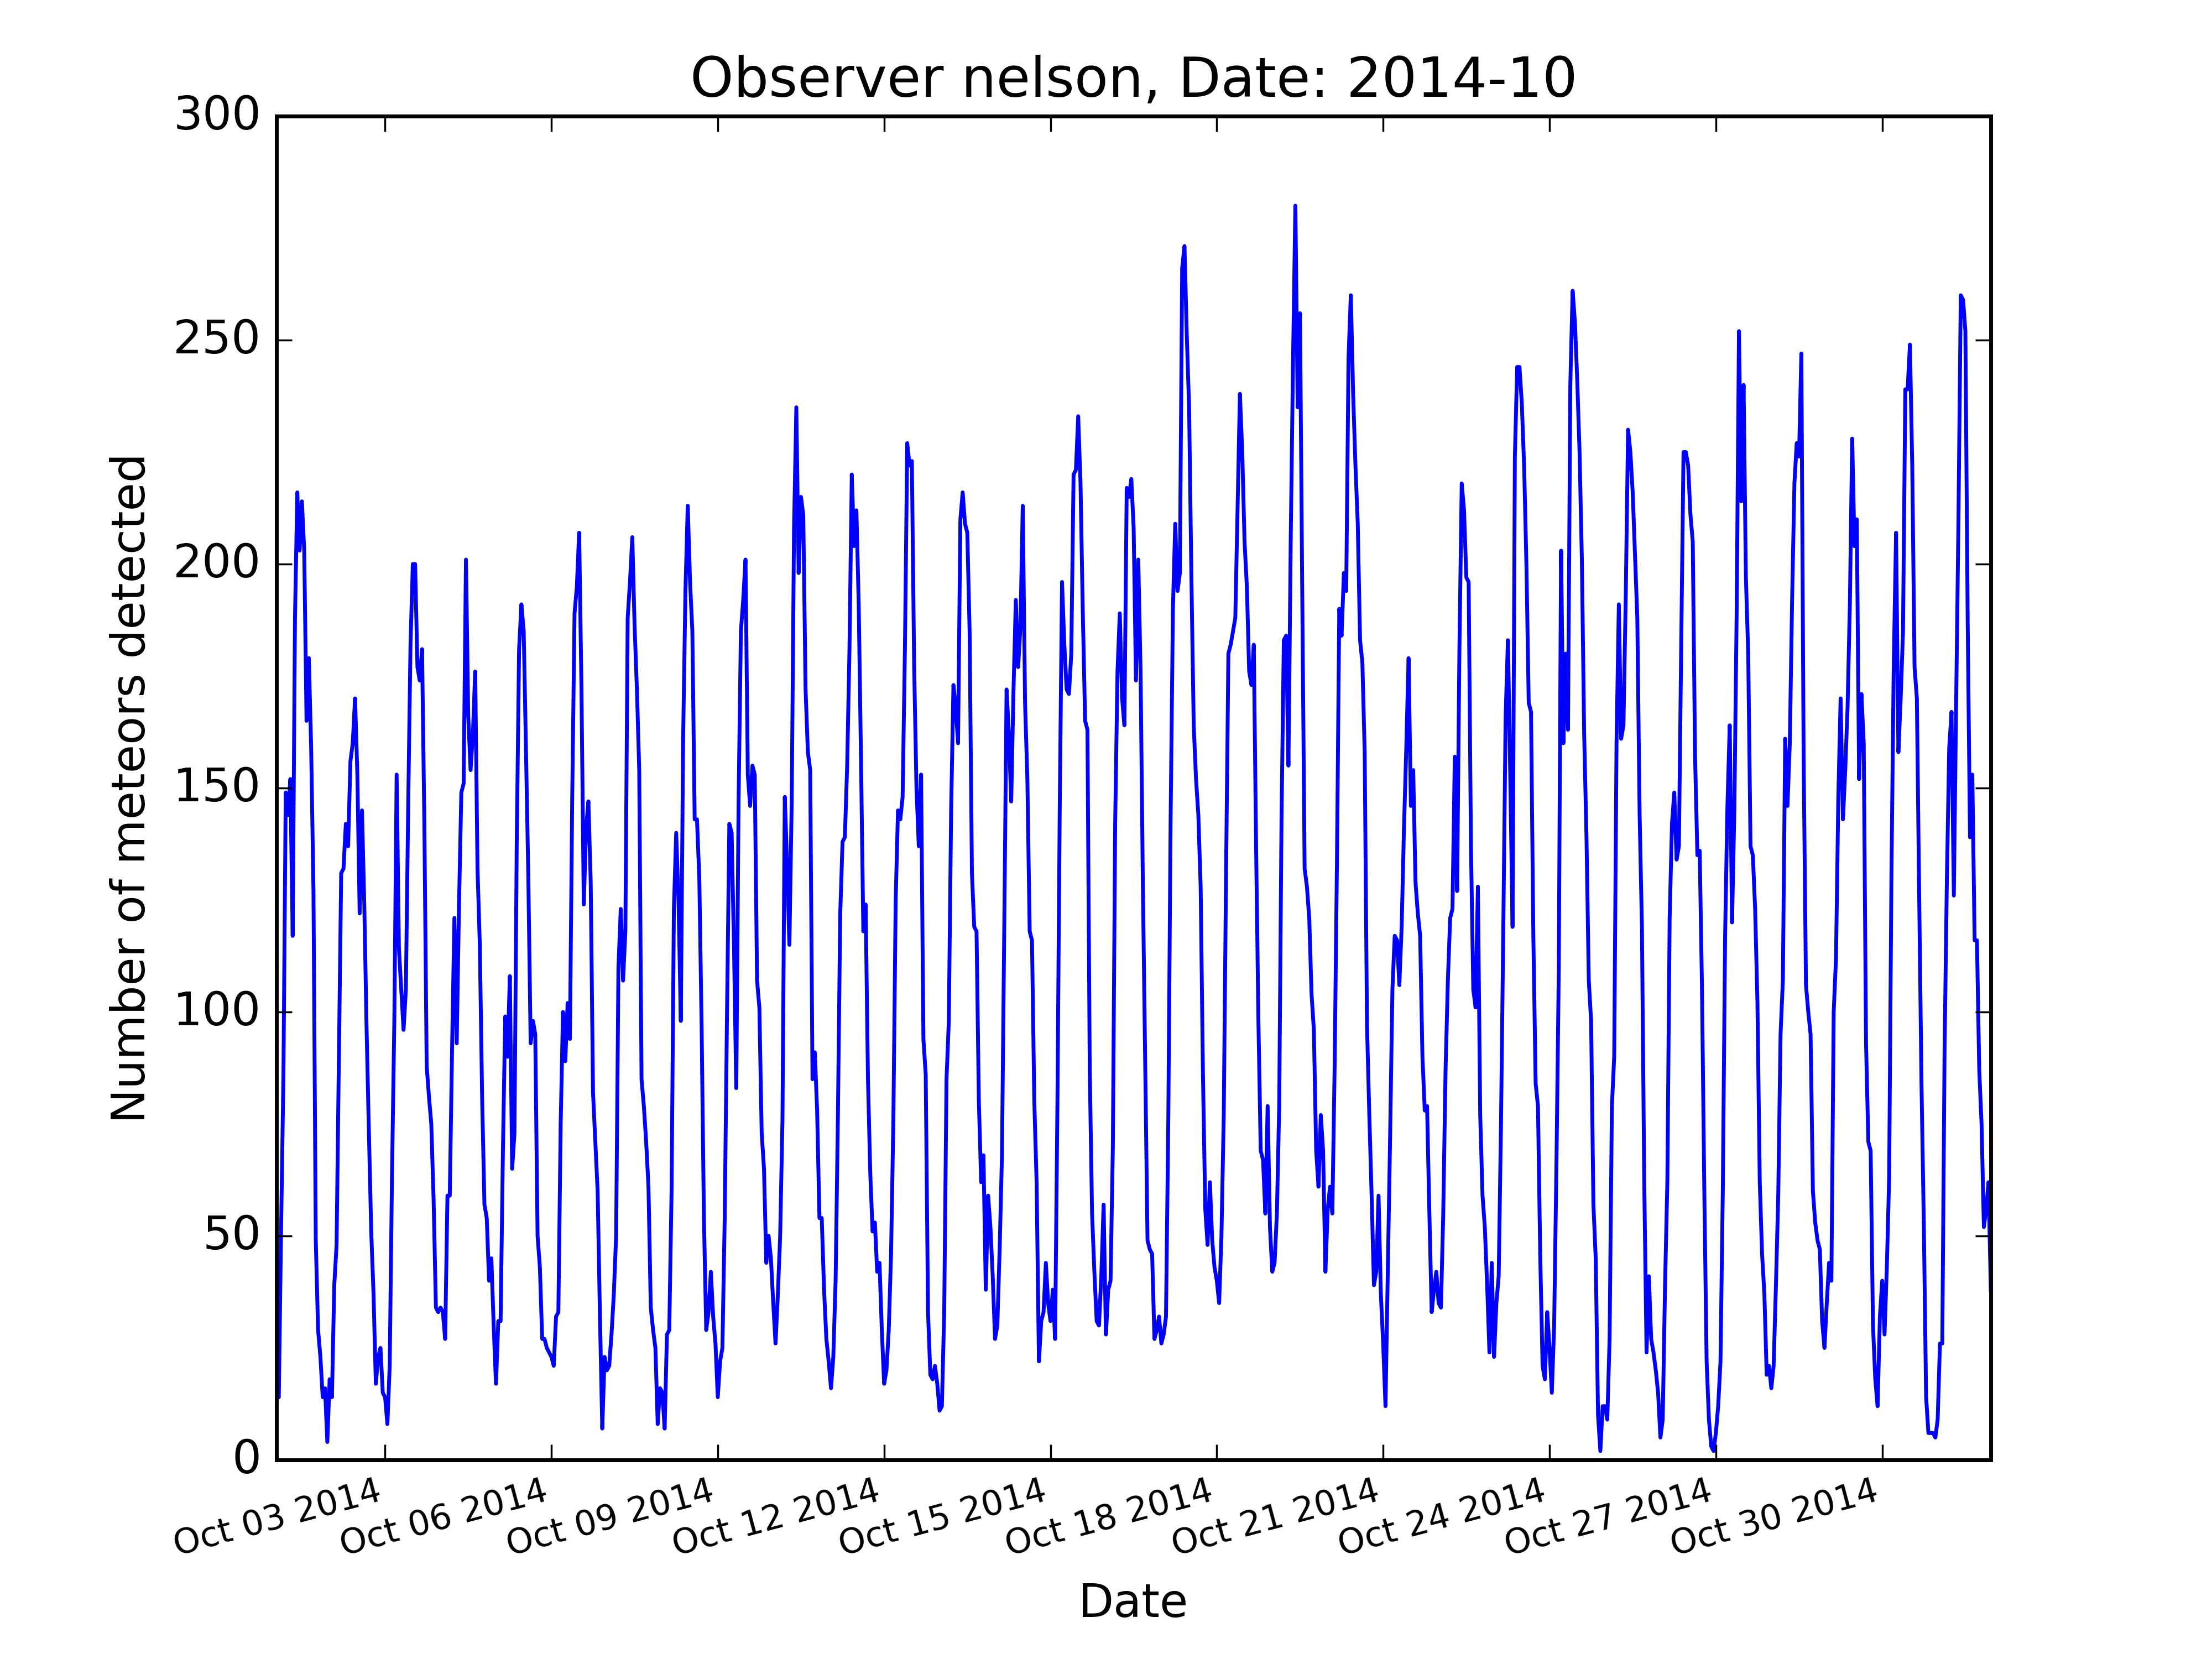 Observer nelson, Date: 2014-10
300
250
200
150
100
50
0
Number of meteors detected
Oct 03 2014
Oct 06 2014
Oct 09 2014
Oct 12 2014
Oct 15 2014
Oct 18 2014
Oct 21 2014
Oct 24 2014
Oct 27 2014
Oct 30 2014
Date